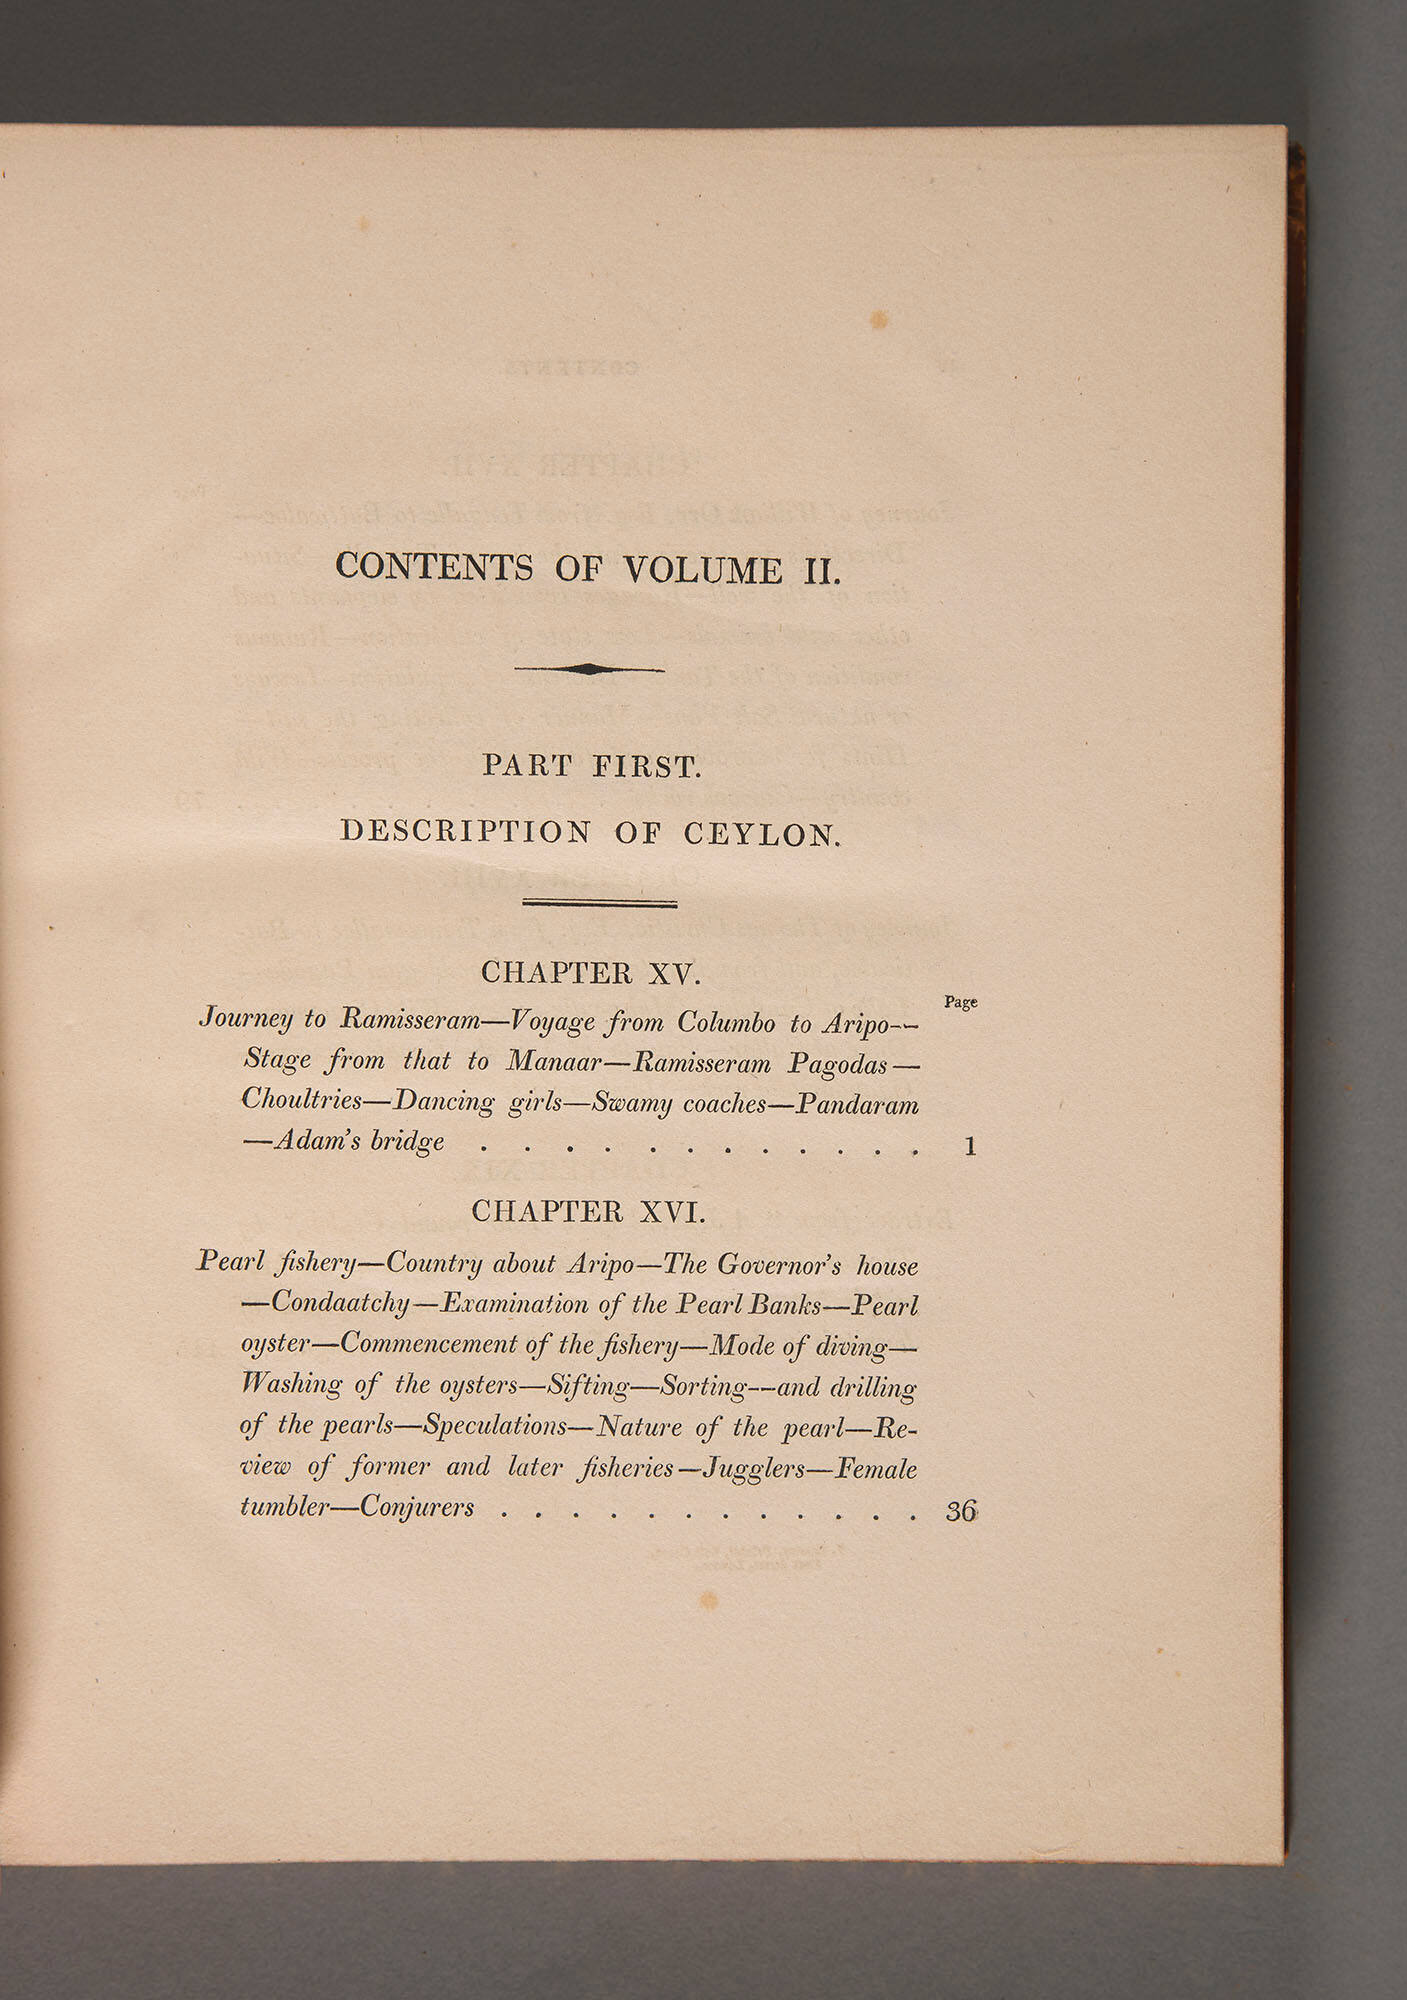 CONTENTS OF VOLUME II.
PART FIRST.
DESCRIPTION OF CEYLON.
CHAPTER XV.
Page
Journey to Ramisseram—Voyage from Columbo to Aripo--
Stage from that to Manaar—Ramisseram Pagodas—
Choultries—Dancing girls—Swamy coaches—Pandaram
—Adam's bridge . . . . . . . . . . . 1
CHAPTER XVI.
Pearl fishery—Country about Aripo—The Governor's house
—Condaatchy—Examination of the Pearl Banks—Pearl
oyster—Commencement of the fishery—Mode of diving—
Washing of the oysters—Sifting—Sorting--and drilling
of the pearls—Speculations—Nature of the pearl—Re-
view of former and later fisheries—Jugglers—Female
tumbler—Conjurers . . . . . . . . . . . . 36